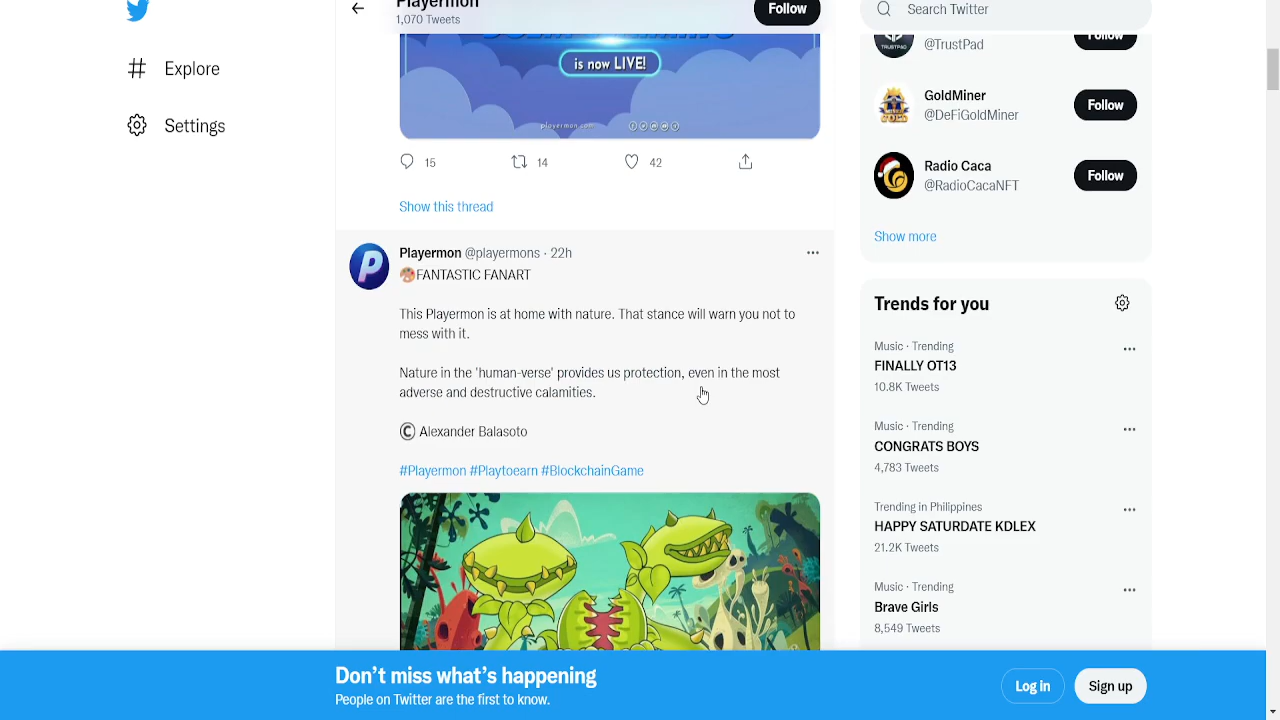 Playermon
1,070 Tweets
Follow
Search Twitter
Explore
Settings
is now LIVE!
playermon.com
15
14
42
Show this thread
Playermon @playermons · 22h
🎨FANTASTIC FANART
This Playermon is at home with nature. That stance will warn you not to
mess with it.
Nature in the 'human-verse' provides us protection, even in the most
adverse and destructive calamities.
© Alexander Balasoto
#Playermon #Playtoearn #BlockchainGame
TRUSTPAD
@TrustPad
Follow
GoldMiner
@DeFiGoldMiner
Follow
Radio Caca
@RadioCacaNFT
Follow
Show more
Trends for you
Music · Trending
FINALLY OT13
10.8K Tweets
Music · Trending
CONGRATS BOYS
4,783 Tweets
Trending in Philippines
HAPPY SATURDATE KDLEX
21.2K Tweets
Music · Trending
Brave Girls
8,549 Tweets
Don't miss what's happening
People on Twitter are the first to know.
Log in
Sign up